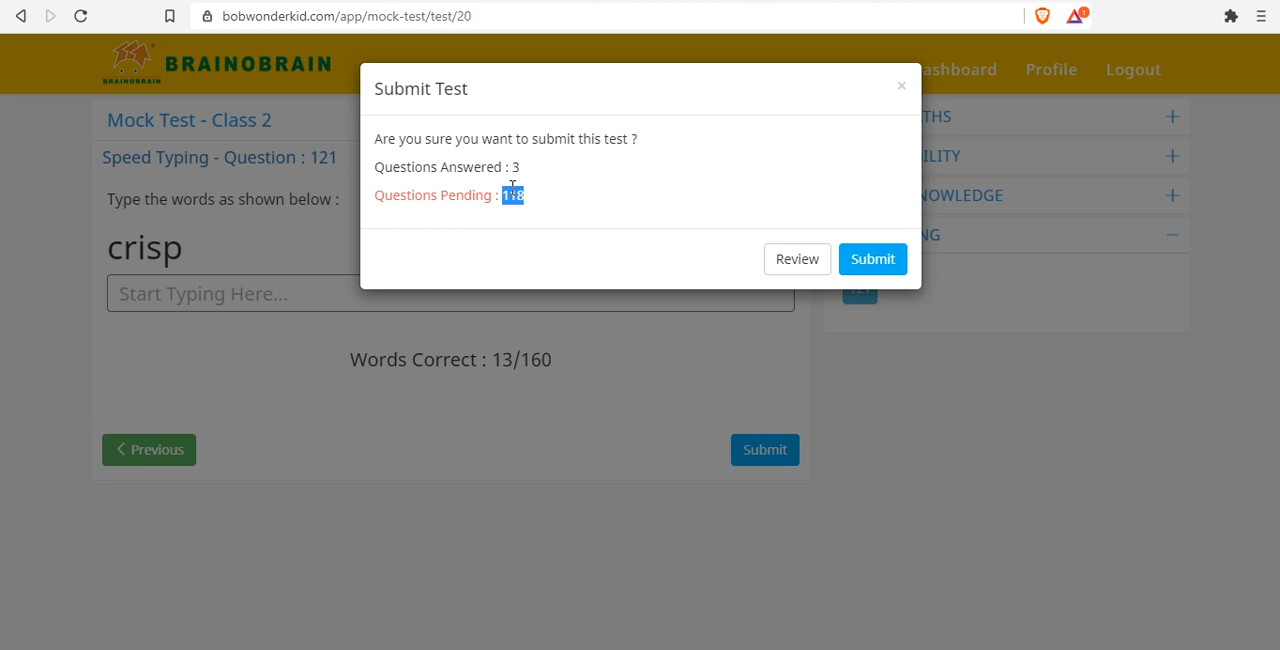 bobwonderkid.com/app/mock-test/test/20
1
BRAINOBRAIN
BRAINOBRAIN
ashboard
Profile
Logout
Submit Test
×
Mock Test - Class 2
THS
Are you sure you want to submit this test ?
Speed Typing - Question : 121
ILITY
Questions Answered : 3
Type the words as shown below :
Questions Pending : 118
NOWLEDGE
crisp
NG
Review
Submit
Start Typing Here...
121
Words Correct : 13/160
Previous
Submit